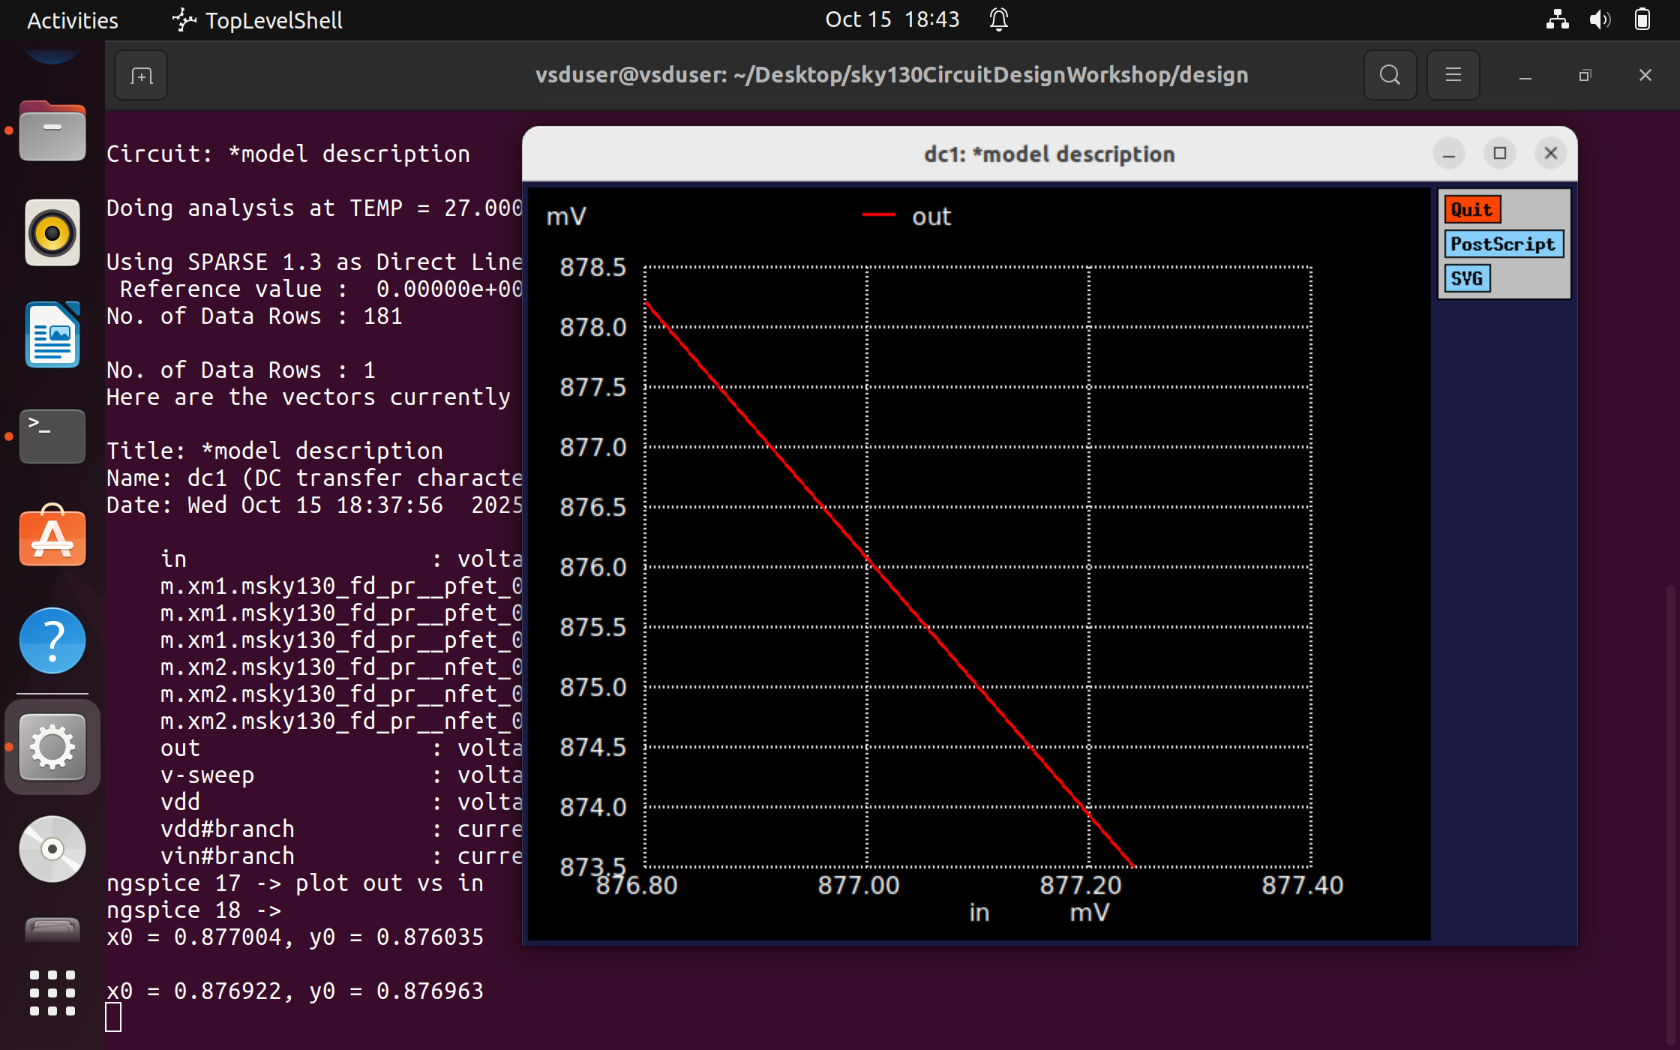 Activities
TopLevelShell
Oct 15 18:43
vsduser@vsduser: ~/Desktop/sky130CircuitDesignWorkshop/design
Circuit: *model description
Doing analysis at TEMP = 27.000
Using SPARSE 1.3 as Direct Line
Reference value : 0.00000e+00
No. of Data Rows : 181
No. of Data Rows : 1
Here are the vectors currently
Title: *model description
Name: dc1 (DC transfer characte
Date: Wed Oct 15 18:37:56 2025
in : volta
m.xm1.msky130_fd_pr__pfet_0
m.xm1.msky130_fd_pr__pfet_0
m.xm1.msky130_fd_pr__pfet_0
m.xm2.msky130_fd_pr__nfet_0
m.xm2.msky130_fd_pr__nfet_0
m.xm2.msky130_fd_pr__nfet_0
out : volta
v-sweep : volta
vdd : volta
vdd#branch : curre
vin#branch : curre
ngspice 17 -> plot out vs in
ngspice 18 ->
x0 = 0.877004, y0 = 0.876035
x0 = 0.876922, y0 = 0.876963
dc1: *model description
mV
out
878.5
878.0
877.5
877.0
876.5
876.0
875.5
875.0
874.5
874.0
873.5
876.80 877.00 877.20 877.40
in mV
Quit
PostScript
SVG